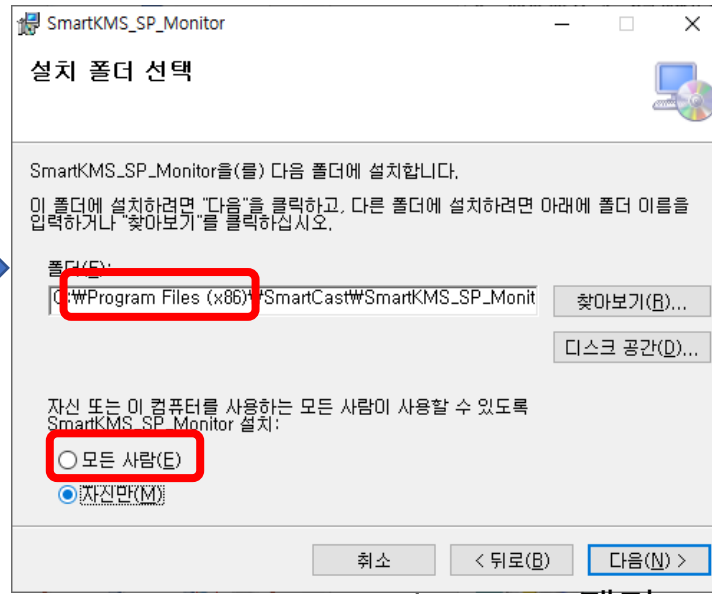 SmartKMS_SP_Monitor
설치 폴더 선택
SmartKMS_SP_Monitor을(를) 다음 폴더에 설치합니다.
이 폴더에 설치하려면 "다음"을 클릭하고, 다른 폴더에 설치하려면 아래에 폴더 이름을
입력하거나 "찾아보기"를 클릭하십시오.
폴더(F):
C:₩Program Files (x86)₩SmartCast₩SmartKMS_SP_Monit
찾아보기(R)...
디스크 공간(D)...
자신 또는 이 컴퓨터를 사용하는 모든 사람이 사용할 수 있도록
SmartKMS_SP_Monitor 설치:
모든 사람(E)
자신만(M)
취소
< 뒤로(B)
다음(N) >